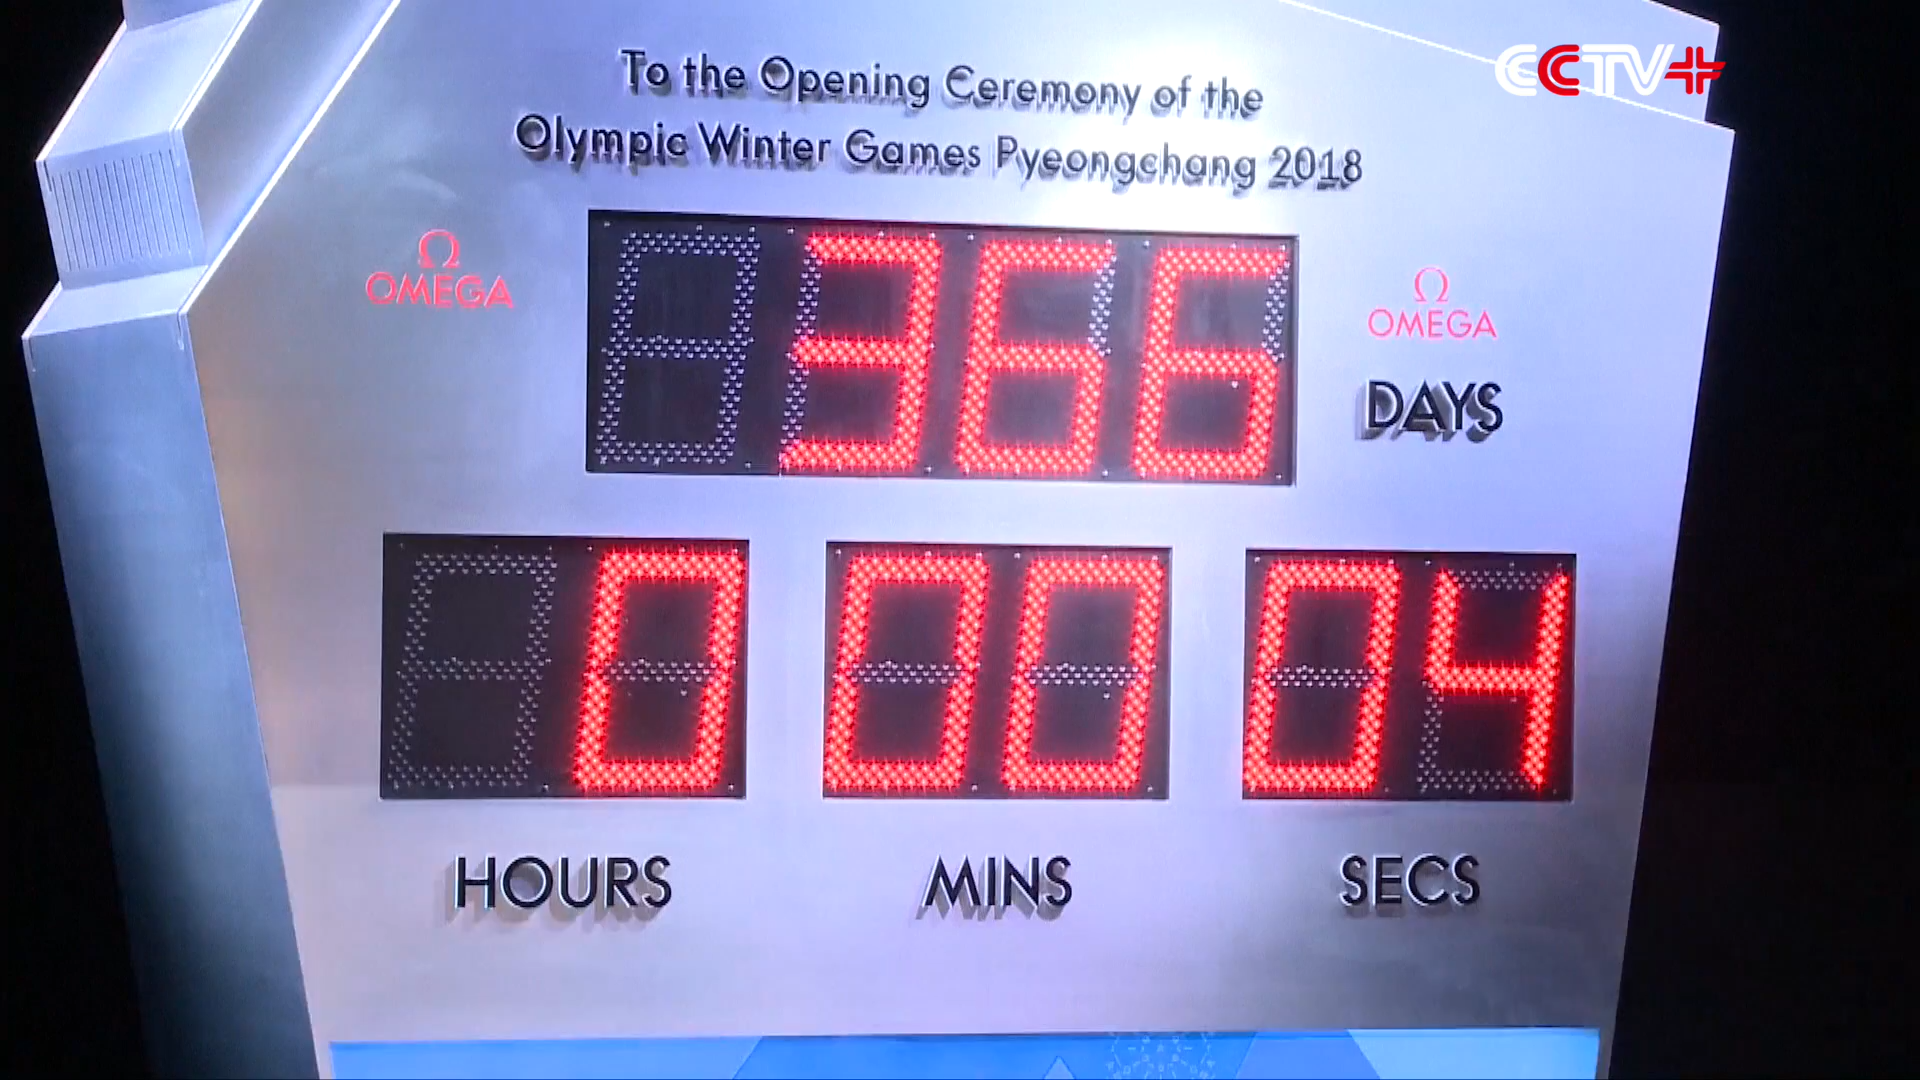 CCTV+
To the Opening Ceremony of the
Olympic Winter Games Pyeongchang 2018
Ω
OMEGA
366
Ω
OMEGA
DAYS
0 00 04
HOURS MINS SECS